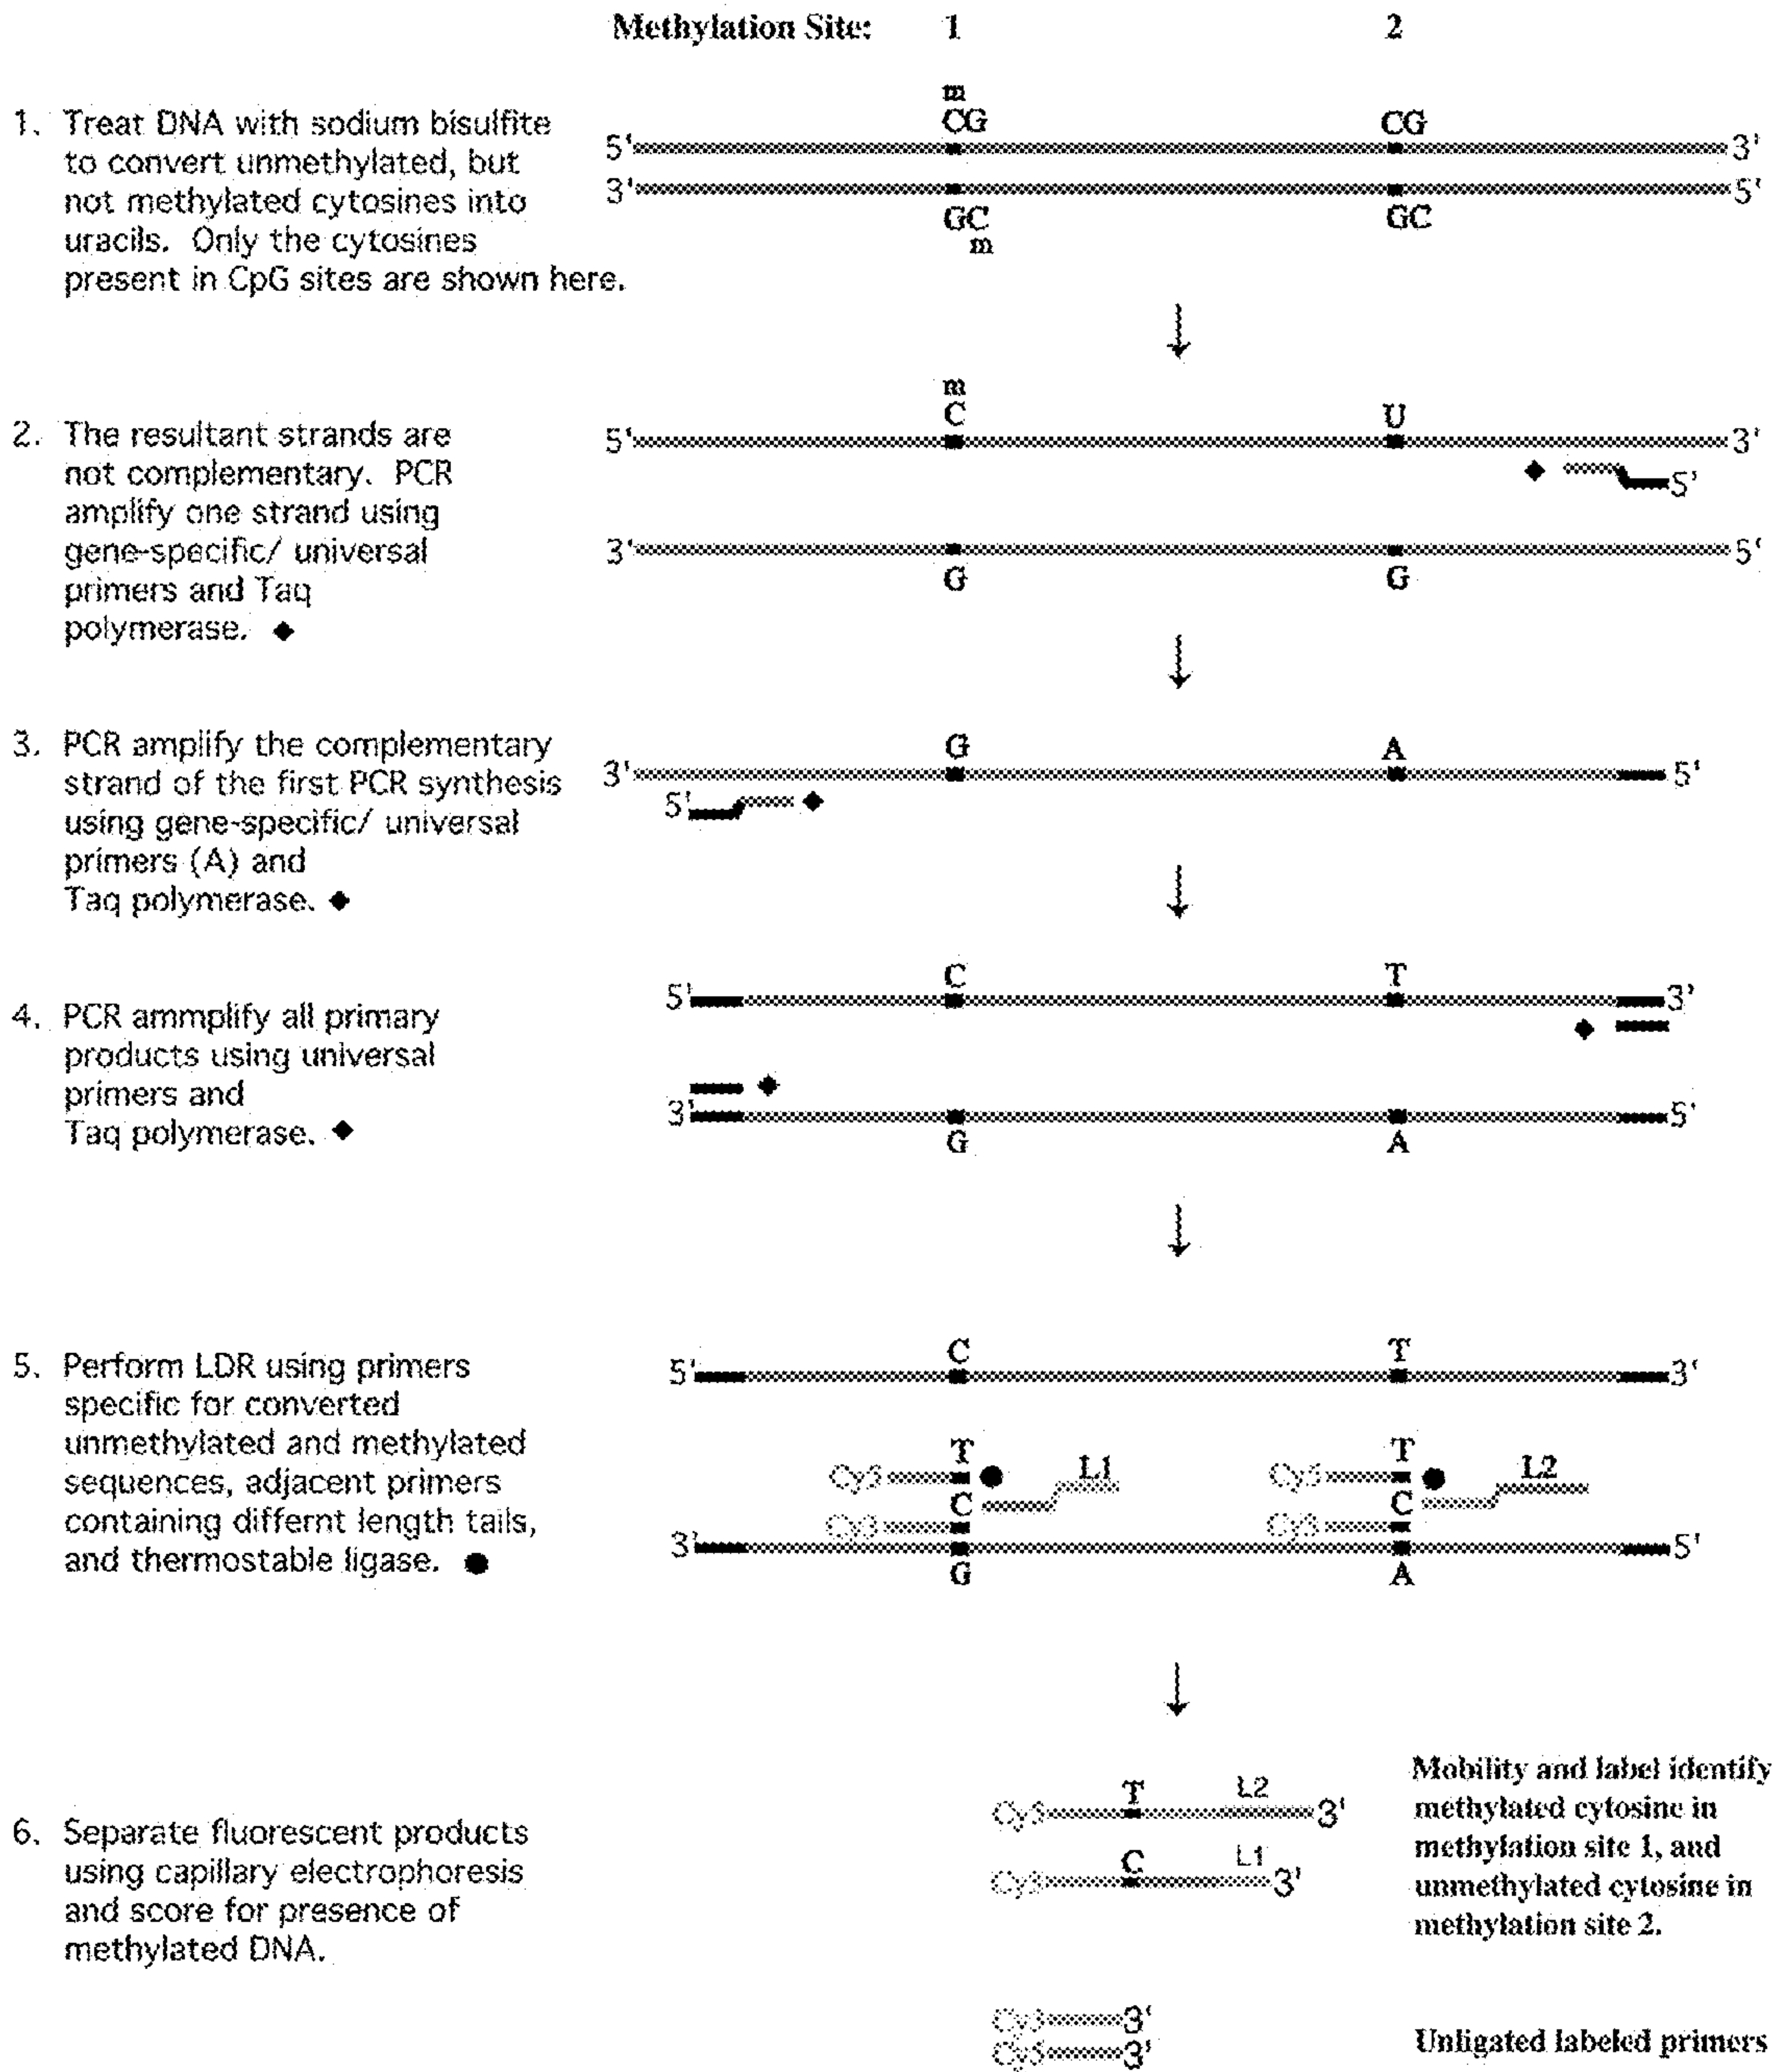 Methylation Site: 1 2
1. Treat DNA with sodium bisulfite
to convert unmethylated, but
not methylated cytosines into
uracils. Only the cytosines
present in CpG sites are shown here.
m
CG CG
5' 3'
3' 5'
GC GC
m
2. The resultant strands are
not complementary. PCR
amplify one strand using
gene-specific/ universal
primers and Taq
polymerase. ◆
m
C U
5' 3'
◆ 5'
3' 5'
G G
3. PCR amplify the complementary
strand of the first PCR synthesis
using gene-specific/ universal
primers (A) and
Taq polymerase. ◆
G A
3' 5'
5' ◆
4. PCR ammplify all primary
products using universal
primers and
Taq polymerase. ◆
C T
5' 3'
◆
◆
3' 5'
G A
5. Perform LDR using primers
specific for converted
unmethylated and methylated
sequences, adjacent primers
containing differnt length tails,
and thermostable ligase. ●
C T
5' 3'
T T
Cy5 ● L1 Cy5 ● L2
C C
Cy3 Cy3
3' 5'
G A
6. Separate fluorescent products
using capillary electrophoresis
and score for presence of
methylated DNA.
T L2
Cy5 3'
C L1
Cy3 3'
Mobility and label identify
methylated cytosine in
methylation site 1, and
unmethylated cytosine in
methylation site 2.
Cy3 3'
Cy5 3'
Unligated labeled primers